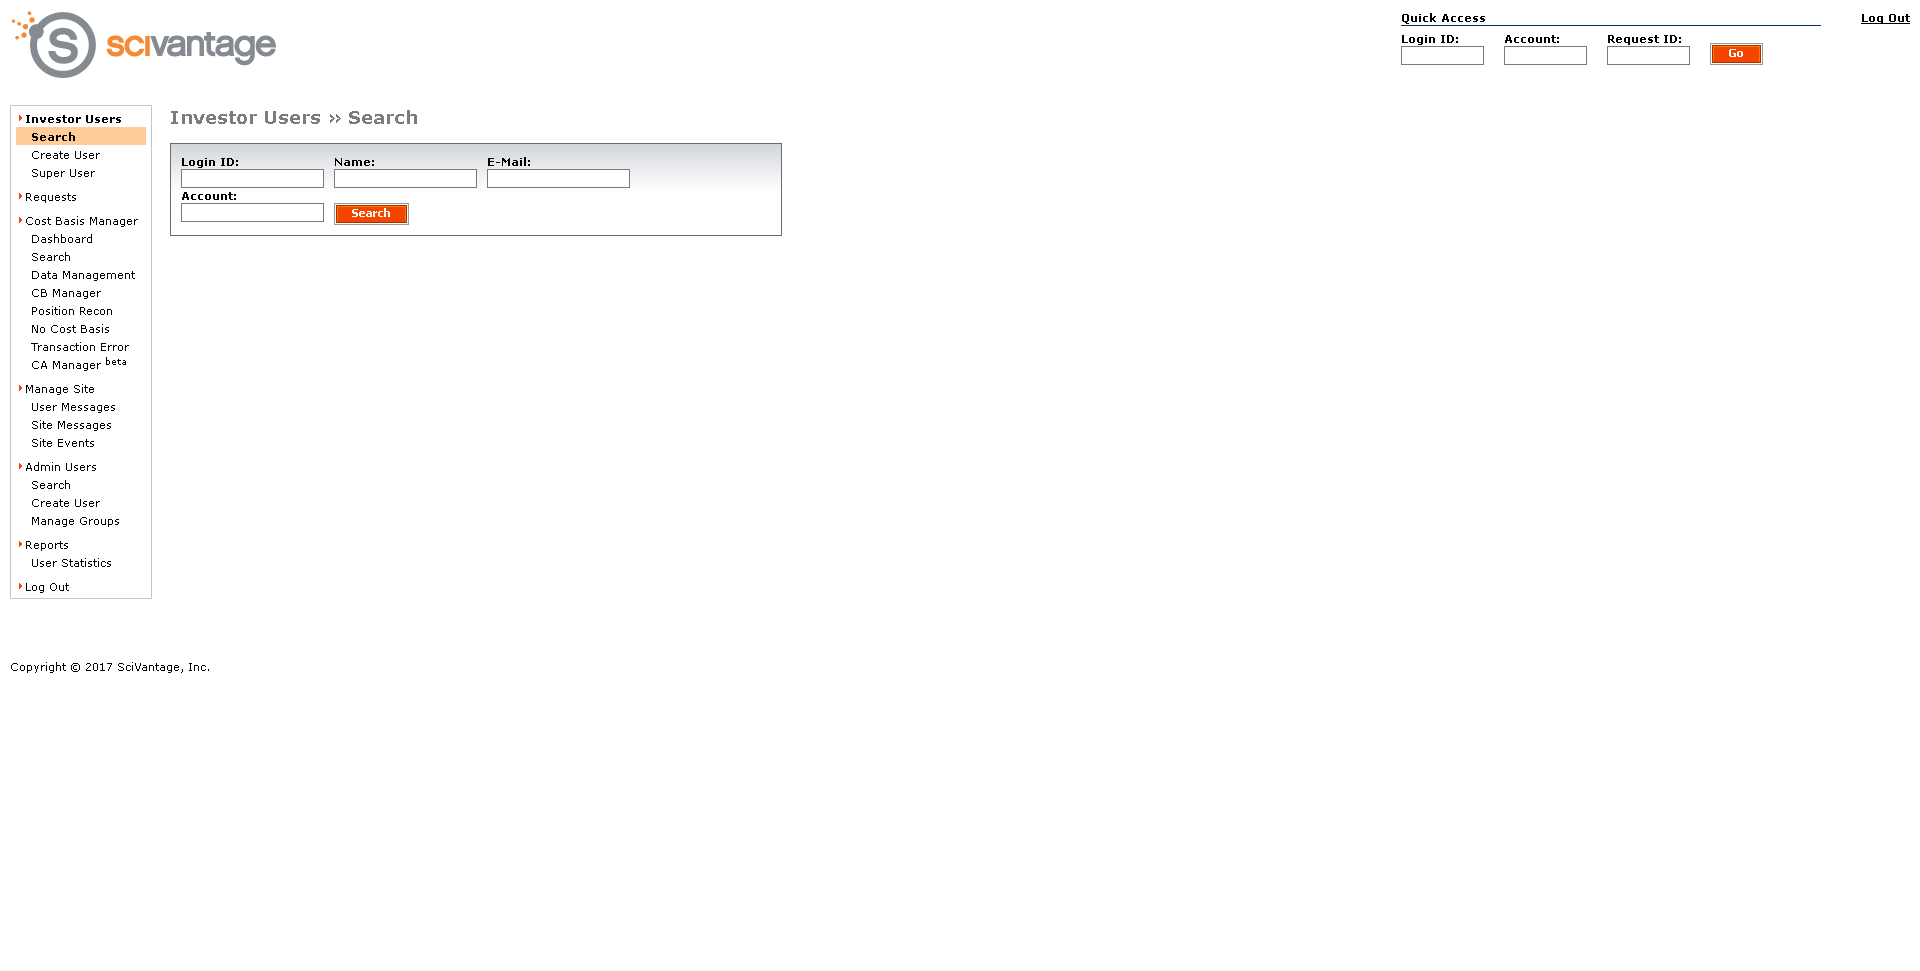 S scivantage
Quick Access
Log Out
Login ID: Account: Request ID:
Go
Investor Users
Search
Create User
Super User
Requests
Cost Basis Manager
Dashboard
Search
Data Management
CB Manager
Position Recon
No Cost Basis
Transaction Error
CA Manager beta
Manage Site
User Messages
Site Messages
Site Events
Admin Users
Search
Create User
Manage Groups
Reports
User Statistics
Log Out
Investor Users » Search
Login ID: Name: E-Mail:
Account:
Search
Copyright © 2017 SciVantage, Inc.